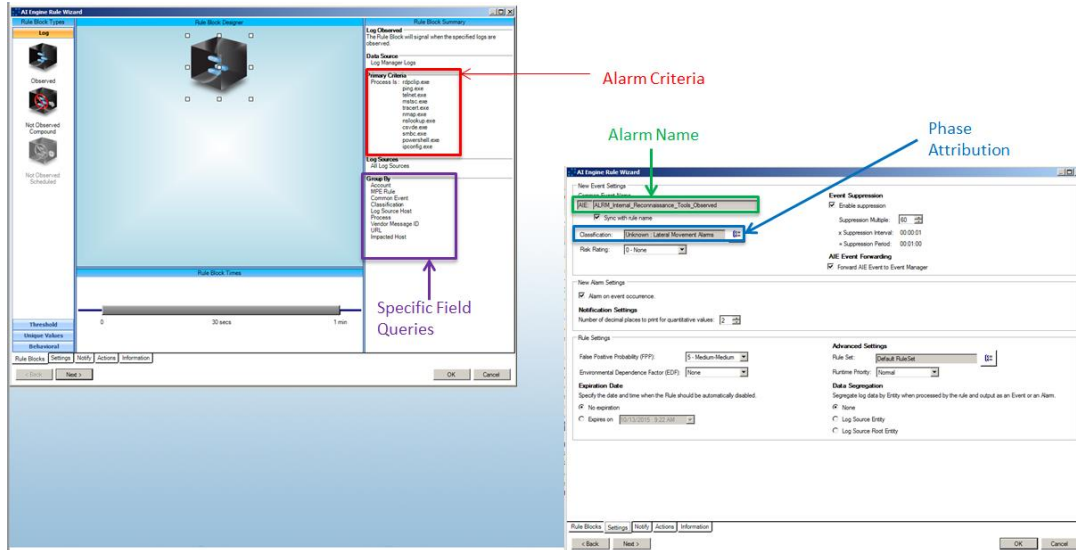 AI Engine Rule Wizard
Rule Block Types
Rule Block Designer
Rule Block Summary
Log
Observed
Not Observed
Compound
Not Observed
Scheduled
Threshold
Unique Values
Behavioral
Log Observed
The Rule Block will signal when the specified logs are
observed.
Data Source
Log Manager Logs
Primary Criteria
Process Is : rdpclip.exe
ping.exe
telnet.exe
mstsc.exe
tracert.exe
nmap.exe
nslookup.exe
csvde.exe
smbc.exe
powershell.exe
ipconfig.exe
Log Sources
All Log Sources
Group By
Account
MPE Rule
Common Event
Classification
Log Source Host
Process
Vendor Message ID
URL
Impacted Host
Rule Block Times
0
30 secs
1 min
Rule Blocks
Settings
Notify
Actions
Information
< Back
Next >
OK
Cancel
Alarm Criteria
Alarm Name
Phase
Attribution
Specific Field
Queries
AI Engine Rule Wizard
New Event Settings
Common Event Name
AIE: ALRM_Internal_Reconnaissance_Tools_Observed
Sync with rule name
Classification: Unknown : Lateral Movement Alarms
Risk Rating: 0 - None
Event Suppression
Enable suppression
Suppression Multiple: 60
x Suppression Interval: 00:00:01
= Suppression Period: 00:01:00
AIE Event Forwarding
Forward AIE Event to Event Manager
New Alarm Settings
Alarm on event occurrence.
Notification Settings
Number of decimal places to print for quantitative values: 2
Rule Settings
False Positive Probability (FPP): 5 - Medium-Medium
Environmental Dependence Factor (EDF): None
Expiration Date
Specify the date and time when the Rule should be automatically disabled.
No expiration
Expires on 10/13/2015 9:22 AM
Advanced Settings
Rule Set: Default RuleSet
Runtime Priority: Normal
Data Segregation
Segregate log data by Entity when processed by the rule and output as an Event or an Alarm.
None
Log Source Entity
Log Source Root Entity
Rule Blocks
Settings
Notify
Actions
Information
< Back
Next >
OK
Cancel